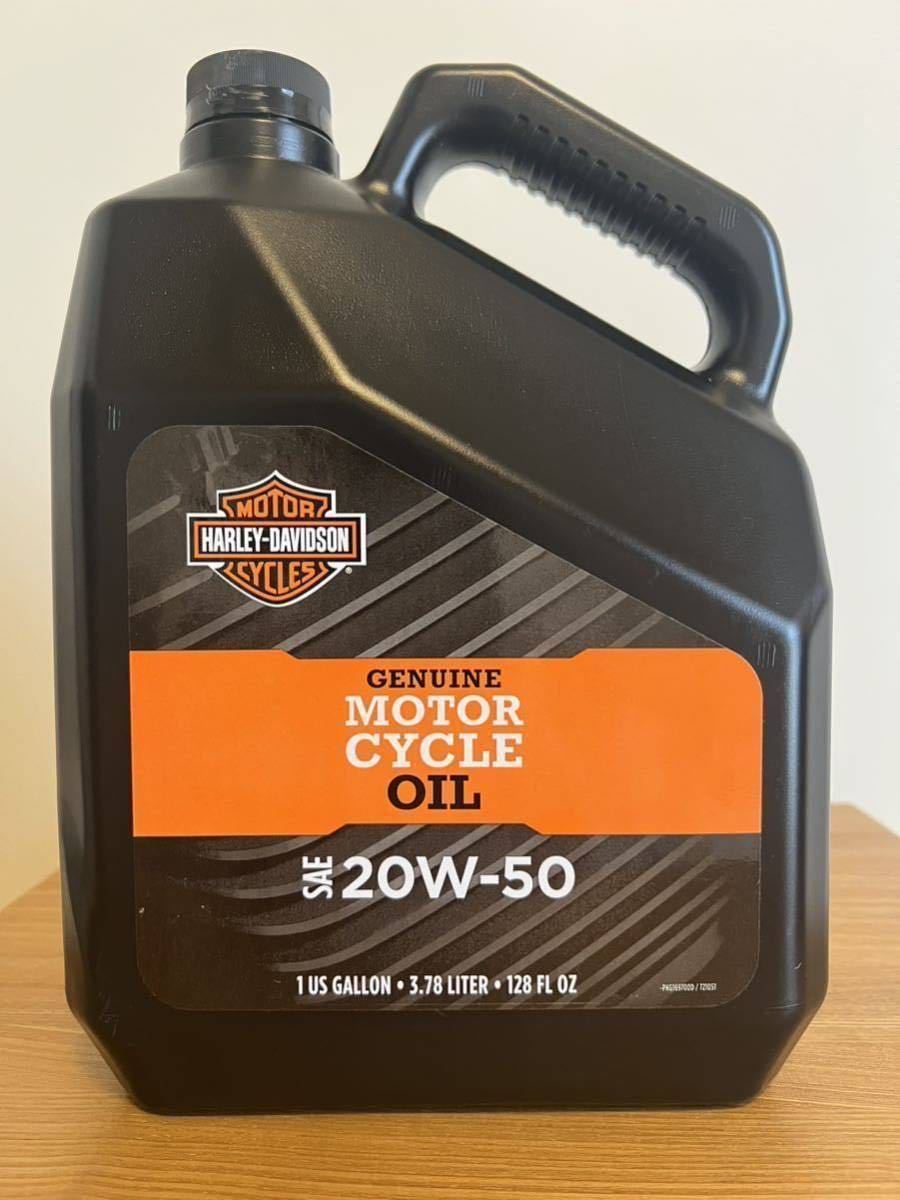 MOTOR
HARLEY-DAVIDSON
CYCLES
®
GENUINE
MOTOR
CYCLE
OIL
SAE 20W-50
1 US GALLON • 3.78 LITER • 128 FL OZ